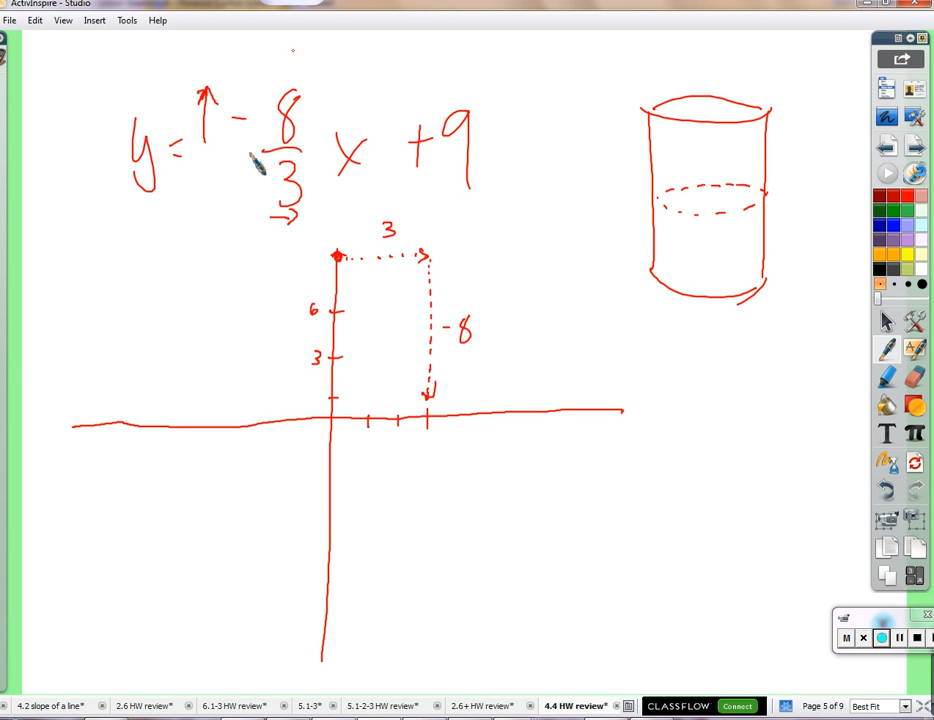 ActivInspire - Studio
File Edit View Insert Tools Help
y = - 8/3 x + 9
3
6
- 8
3
M
4.2 slope of a line* 2.6 HW review* 6.1-3 HW review* 5.1-3* 5.1-2-3 HW review* 2.6+ HW review* 4.4 HW review* CLASSFLOW Connect Page 5 of 9 Best Fit